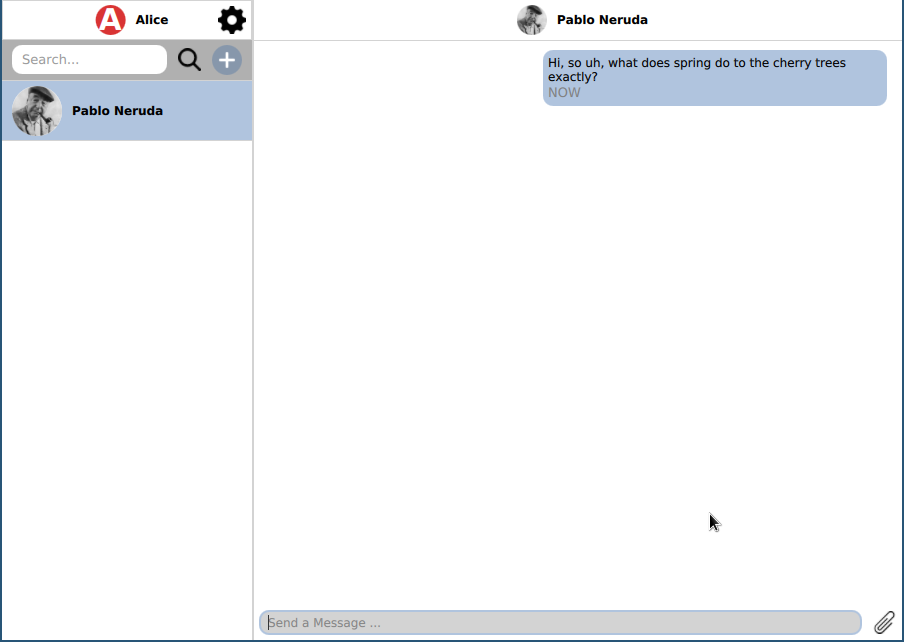 A Alice
Search...
Pablo Neruda
Pablo Neruda
Hi, so uh, what does spring do to the cherry trees
exactly?
NOW
Send a Message ...